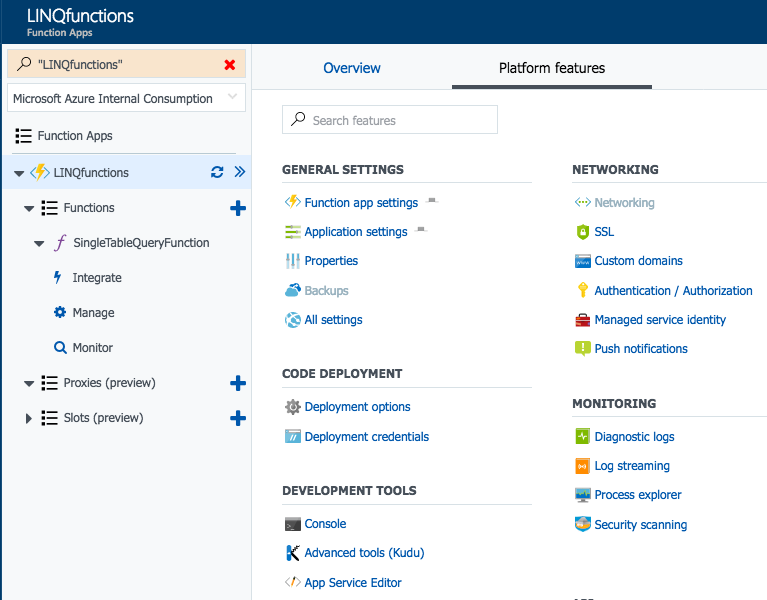 LINQfunctions
Function Apps
"LINQfunctions"
Microsoft Azure Internal Consumption
Function Apps
LINQfunctions
Functions
SingleTableQueryFunction
Integrate
Manage
Monitor
Proxies (preview)
Slots (preview)
Overview
Platform features
Search features
GENERAL SETTINGS
Function app settings
Application settings
Properties
Backups
All settings
CODE DEPLOYMENT
Deployment options
Deployment credentials
DEVELOPMENT TOOLS
Console
Advanced tools (Kudu)
App Service Editor
NETWORKING
Networking
SSL
Custom domains
Authentication / Authorization
Managed service identity
Push notifications
MONITORING
Diagnostic logs
Log streaming
Process explorer
Security scanning